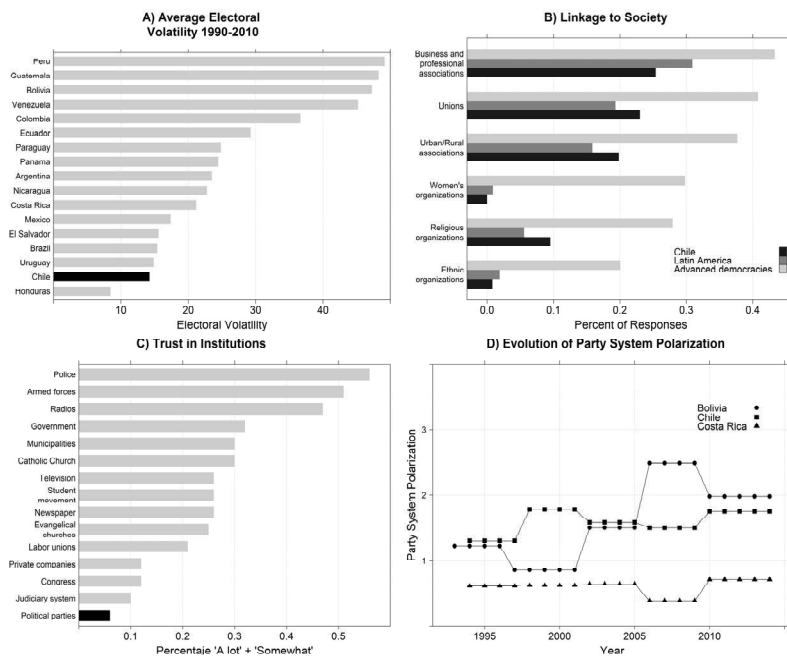 A) Average Electoral
Volatility 1990-2010
Peru
Guatemala
Bolivia
Venezuela
Colombia
Ecuador
Paraguay
Panama
Argentina
Nicaragua
Costa Rica
Mexico
El Salvador
Brazil
Uruguay
Chile
Honduras
10
20
30
40
Electoral Volatility
B) Linkage to Society
Business and
professional
associations
Unions
Urban/Rural
associations
Women's
organizations
Religious
organizations
Ethnic
organizations
Chile
Latin America
Advanced democracies
0.0
0.1
0.2
0.3
0.4
Percent of Responses
C) Trust in Institutions
Police
Armed forces
Radios
Government
Municipalities
Catholic Church
Television
Student
movement
Newspaper
Evangelical
churches
Labor unions
Private companies
Congress
Judiciary system
Political parties
0.1
0.2
0.3
0.4
0.5
Percentaje 'A lot' + 'Somewhat'
D) Evolution of Party System Polarization
Bolivia
Chile
Costa Rica
Party System Polarization
3
2
1
1995
2000
2005
2010
Year